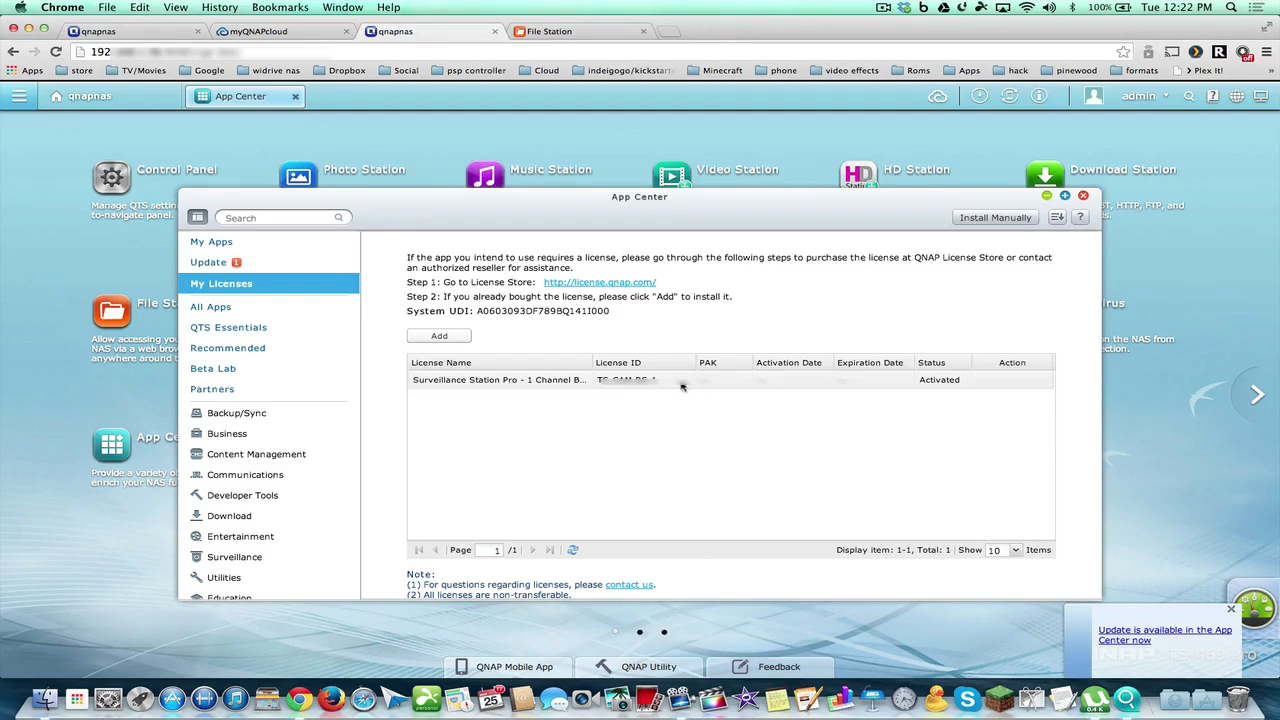 Chrome File Edit View History Bookmarks Window Help 100% Tue 12:22 PM
qnapnas myQNAPcloud qnapnas File Station
192
Apps store TV/Movies Google widrive nas Dropbox Social psp controller Cloud indeigogo/kickstart Minecraft phone video effects Roms Apps hack pinewood formats Plex It!
qnapnas App Center admin
Control Panel Photo Station Music Station Video Station HD Station Download Station
Manage QTS setti
to-navigate panel.
ST, HTTP, FTP, and
App Center
Search Install Manually
My Apps
Update 1
My Licenses
All Apps
QTS Essentials
Recommended
Beta Lab
Partners
Backup/Sync
Business
Content Management
Communications
Developer Tools
Download
Entertainment
Surveillance
Utilities
Education
If the app you intend to use requires a license, please go through the following steps to purchase the license at QNAP License Store or contact
an authorized reseller for assistance.
Step 1: Go to License Store: http://license.qnap.com/
Step 2: If you already bought the license, please click "Add" to install it.
System UDI: A0603093DF789BQ141I000
Add
License Name License ID PAK Activation Date Expiration Date Status Action
Surveillance Station Pro - 1 Channel B... Activated
Page 1 /1 Display item: 1-1, Total: 1 Show 10 Items
Note:
(1) For questions regarding licenses, please contact us.
(2) All licenses are non-transferable.
File Sta
Allow accessing you
NAS via a web brow
anywhere around t
App Ce
Provide a variety o
enrich your NAS fu
virus
the NAS from
Update is available in the App
Center now
QNAP Mobile App QNAP Utility Feedback